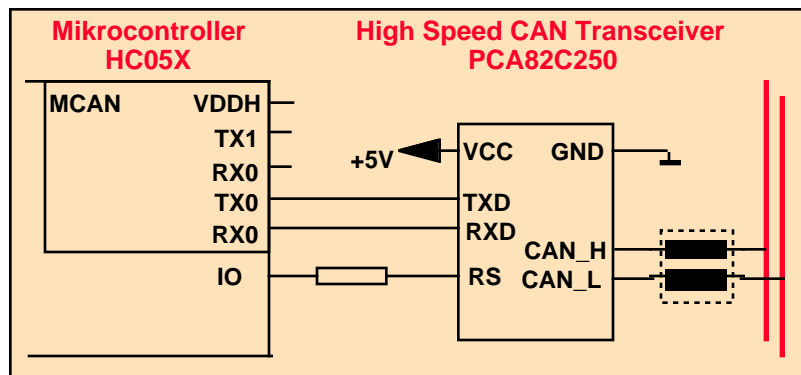 Mikrocontroller
HC05X
High Speed CAN Transceiver
PCA82C250
MCAN
VDDH
TX1
RX0
TX0
RX0
IO
+5V
VCC
GND
TXD
RXD
CAN_H
CAN_L
RS